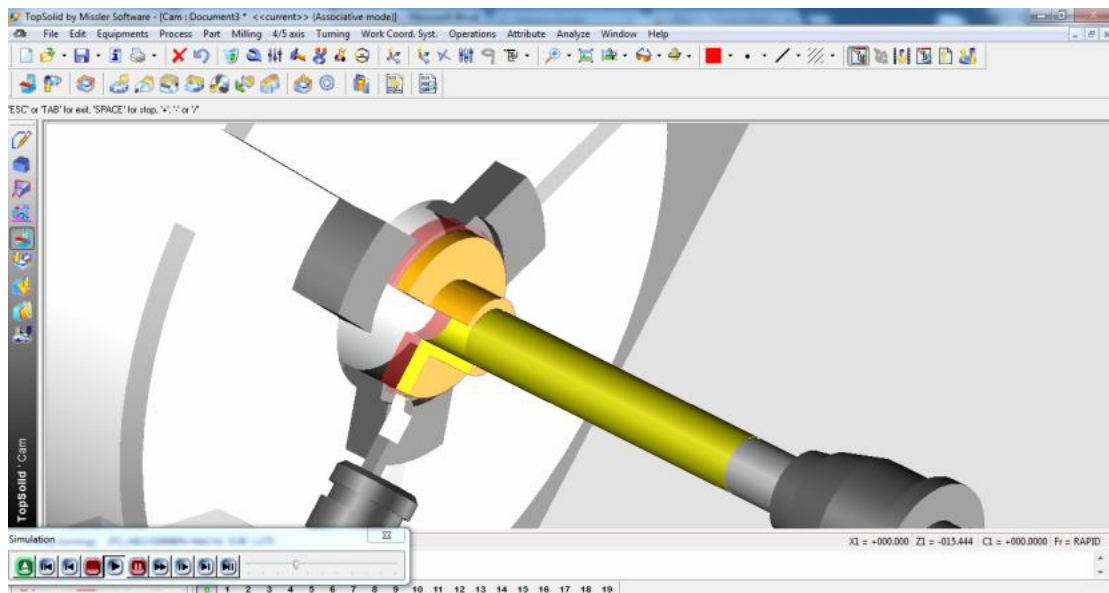 TopSolid by Missler Software - [Cam : Document3 * <<current>> (Associative mode)]
File Edit Equipments Process Part Milling 4/5 axis Turning Work Coord. Syst. Operations Attribute Analyze Window Help
'ESC' or 'TAB' for exit, 'SPACE' for stop, '+', '-' or '/'
TopSolid ' Cam
Simulation
X1 = +000.000 Z1 = -015.444 C1 = +000.0000 Fr = RAPID
0 1 2 3 4 5 6 7 8 9 10 11 12 13 14 15 16 17 18 19